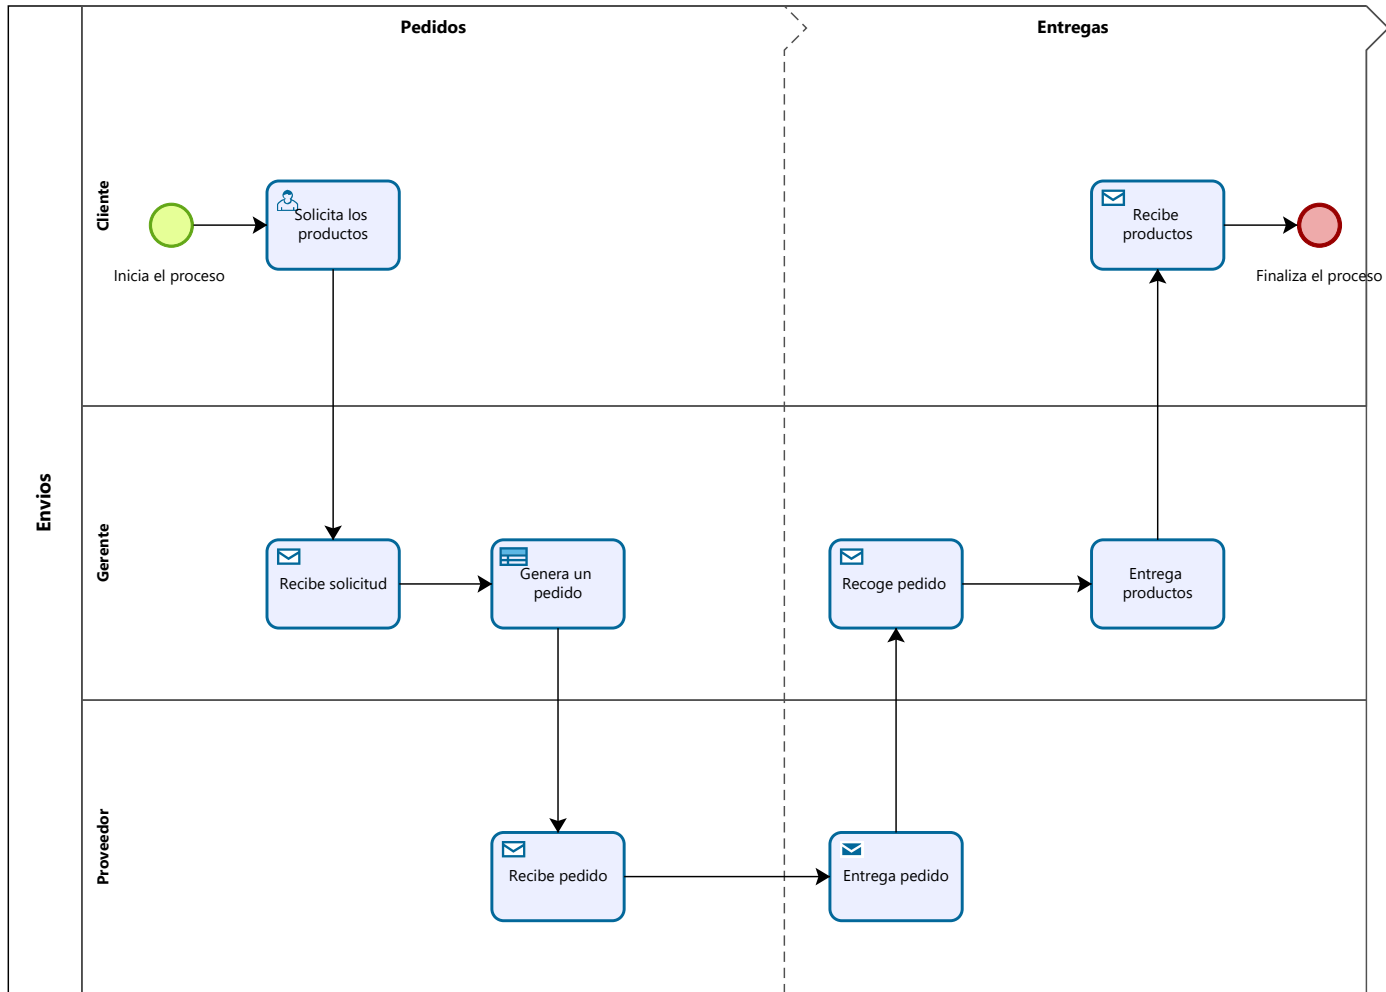 Pedidos
Entregas
Envios
Cliente
Inicia el proceso
Solicita los
productos
Recibe
productos
Finaliza el proceso
Gerente
Recibe solicitud
Genera un
pedido
Recoge pedido
Entrega
productos
Proveedor
Recibe pedido
Entrega pedido